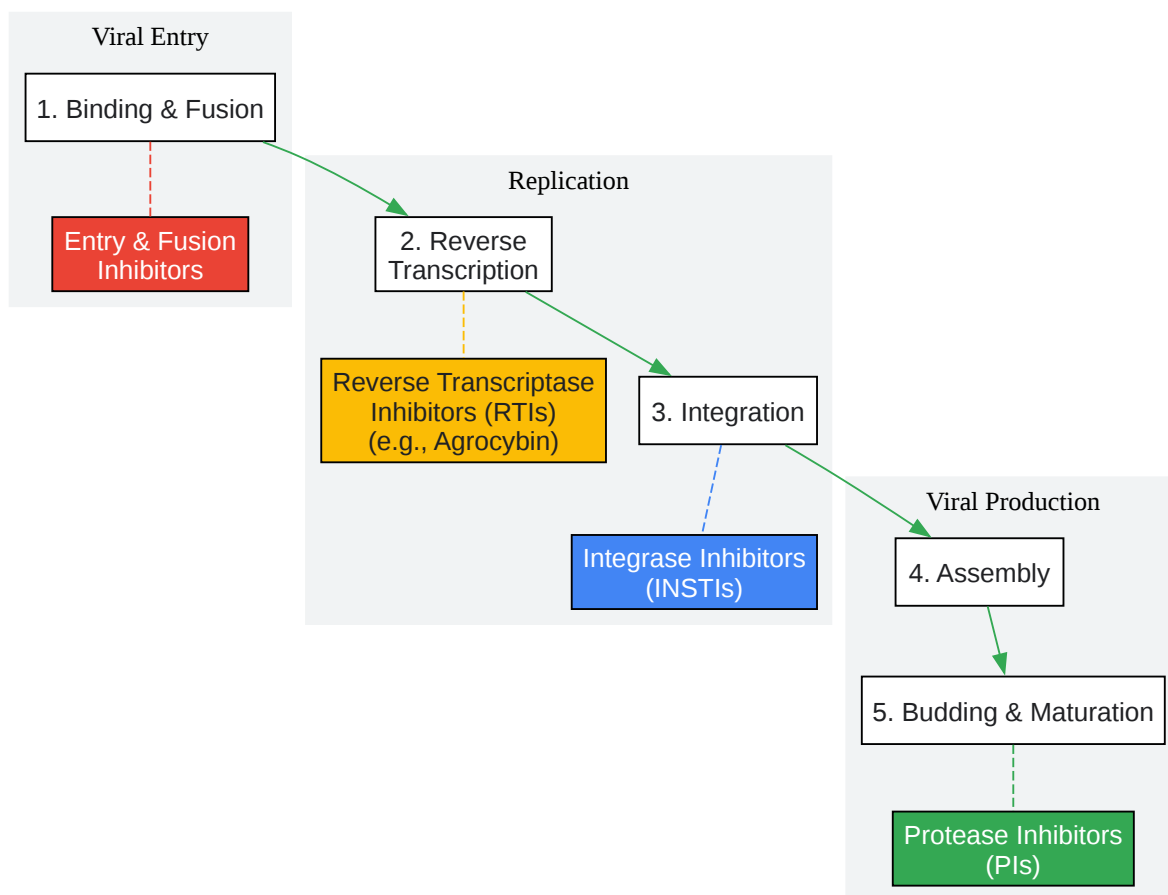 Viral Entry
1. Binding & Fusion
Entry & Fusion
Inhibitors
Replication
2. Reverse
Transcription
Reverse Transcriptase
Inhibitors (RTIs)
(e.g., Agrocybin)
3. Integration
Integrase Inhibitors
(INSTIs)
Viral Production
4. Assembly
5. Budding & Maturation
Protease Inhibitors
(PIs)